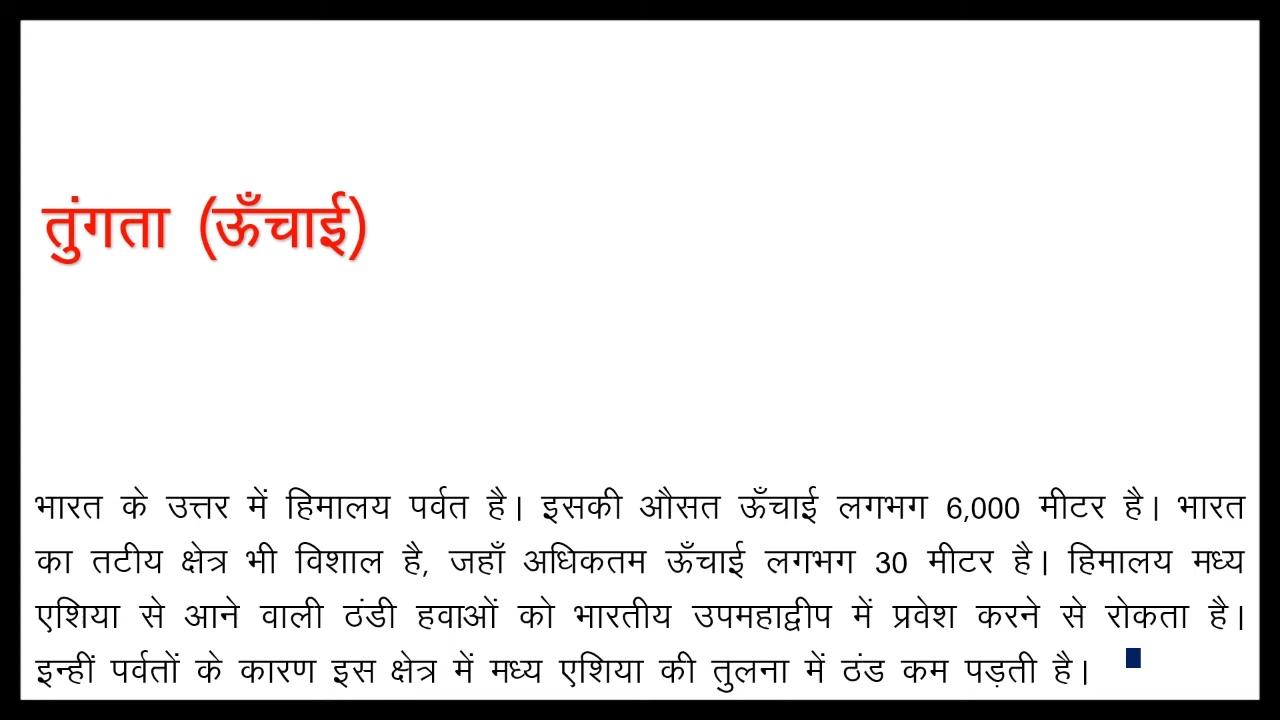 तुंगता (ऊँचाई)
भारत के उत्तर में हिमालय पर्वत है। इसकी औसत ऊँचाई लगभग 6,000 मीटर है। भारत
का तटीय क्षेत्र भी विशाल है, जहाँ अधिकतम ऊँचाई लगभग 30 मीटर है। हिमालय मध्य
एशिया से आने वाली ठंडी हवाओं को भारतीय उपमहाद्वीप में प्रवेश करने से रोकता है।
इन्हीं पर्वतों के कारण इस क्षेत्र में मध्य एशिया की तुलना में ठंड कम पड़ती है।